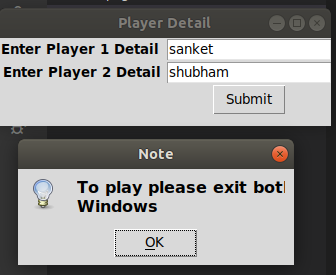 Player Detail
Enter Player 1 Detail sanket
Enter Player 2 Detail shubham
Submit
Note
To play please exit bot
Windows
OK